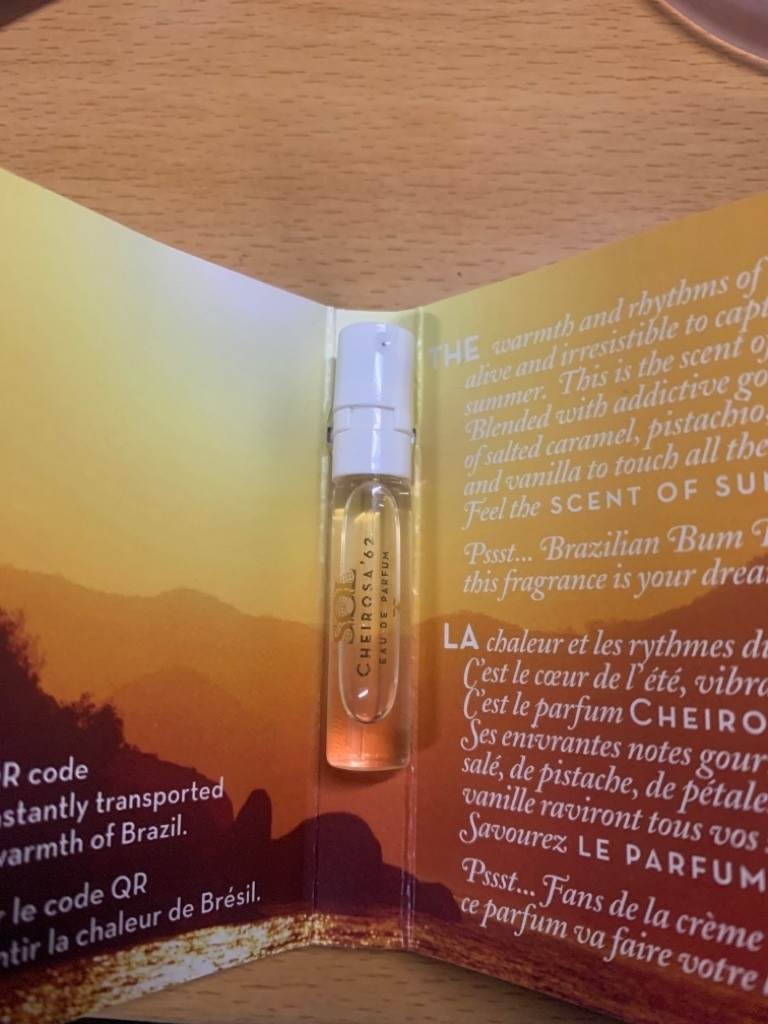 R code
nstantly transported
warmth of Brazil.
r le code QR
ntir la chaleur de Brésil.
SOL
CHEIROSA '62
EAU DE PARFUM
THE warmth and rhythms of
alive and irresistible to capt
summer. This is the scent of
Blended with addictive go
of salted caramel, pistachio,
and vanilla to touch all the
Feel the SCENT OF SU
Pssst... Brazilian Bum
this fragrance is your drea
LA chaleur et les rythmes du
C'est le cœur de l'été, vibra
C'est le parfum CHEIRO
Ses enivrantes notes gour
salé, de pistache, de pétale
vanille raviront tous vos
Savourez LE PARFUM
Pssst... Fans de la crème
ce parfum va faire votre